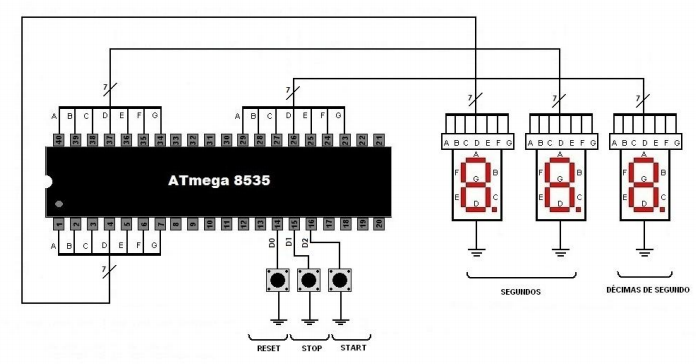 7 7 7
7 7
A B C D E F G
A B C D E F G
40 39 38 37 36 35 34 33 32 31 30 29 28 27 26 25 24 23 22 21
A B C D E F G
A B C D E F G
A B C D E F G
ATmega 8535
A F B G E C D
A F B G E C D
A F B G E C D
1 2 3 4 5 6 7 8 9 10 11 12 13 14 15 16 17 18 19 20
A B C D E F G
D0 D1 D2
7
SEGUNDOS
DÉCIMAS DE SEGUNDO
RESET STOP START